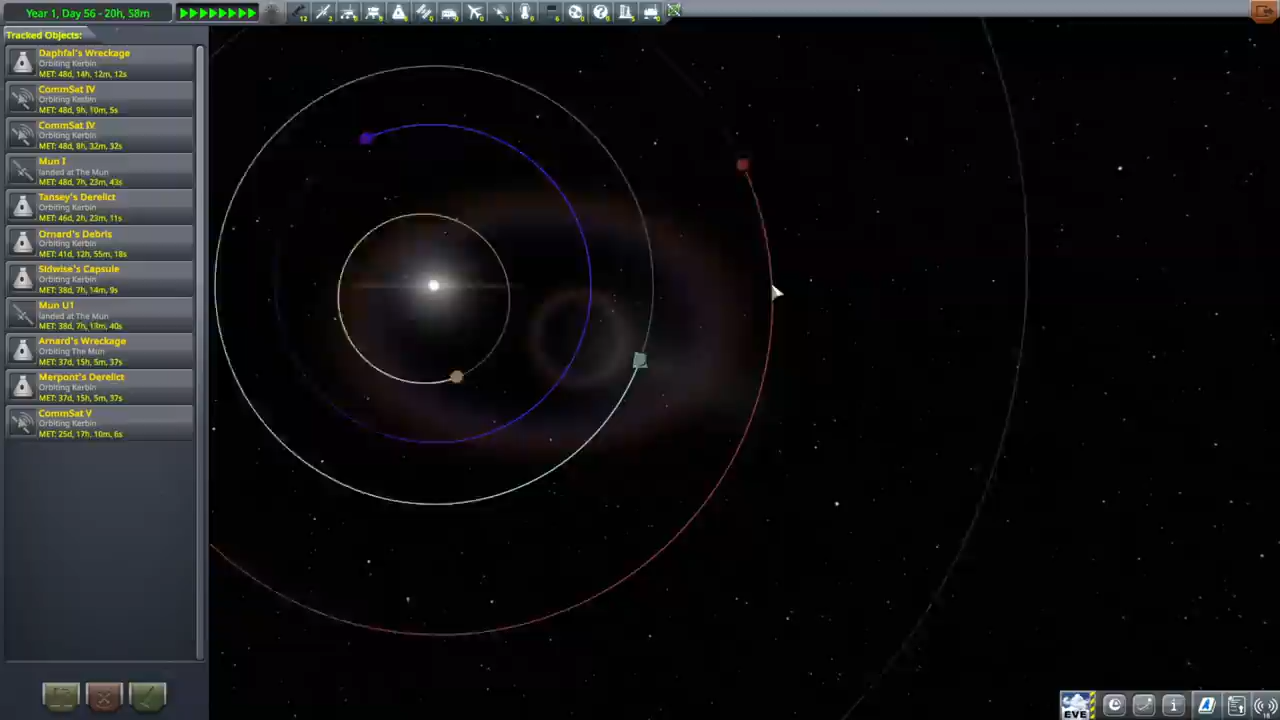 Year 1, Day 56 - 20h, 58m
Tracked Objects:
Daphfal's Wreckage
Orbiting Kerbin
MET: 48d, 14h, 12m, 12s
CommSat IV
Orbiting Kerbin
MET: 48d, 9h, 10m, 5s
CommSat IV
Orbiting Kerbin
MET: 48d, 8h, 32m, 32s
Mun I
landed at The Mun
MET: 48d, 7h, 23m, 43s
Tansey's Derelict
Orbiting Kerbin
MET: 46d, 2h, 23m, 11s
Ornard's Debris
Orbiting Kerbin
MET: 41d, 12h, 55m, 18s
Sidwise's Capsule
Orbiting Kerbin
MET: 38d, 7h, 14m, 9s
Mun U1
landed at The Mun
MET: 38d, 7h, 13m, 40s
Arnard's Wreckage
Orbiting The Mun
MET: 37d, 15h, 5m, 37s
Merpont's Derelict
Orbiting Kerbin
MET: 37d, 15h, 5m, 37s
CommSat V
Orbiting Kerbin
MET: 25d, 17h, 10m, 6s
EVE